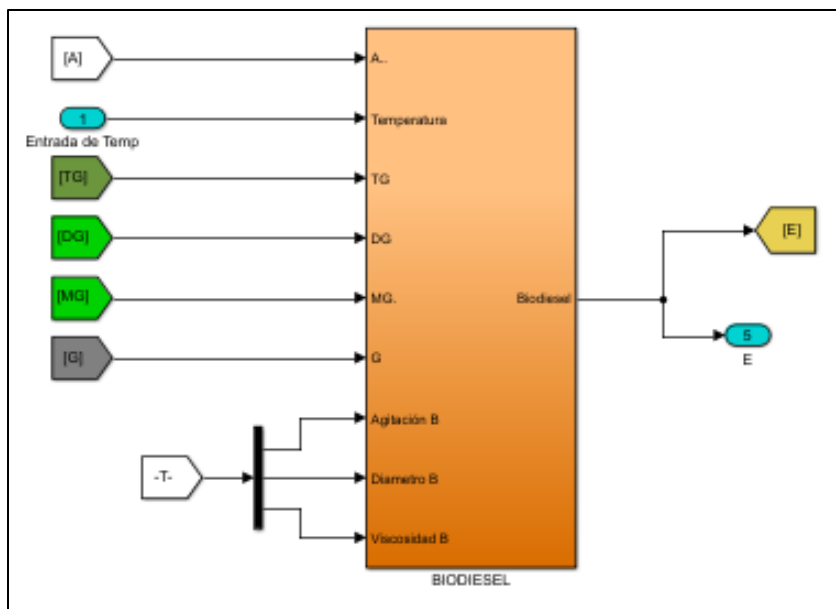 [A]
A..
1
Temperatura
Entrada de Temp
[TG]
TG
[DG]
DG
[E]
[MG]
MG.
Biodiesel
5
E
[G]
G
Agitación B
-T-
Diametro B
Viscosidad B
BIODIESEL